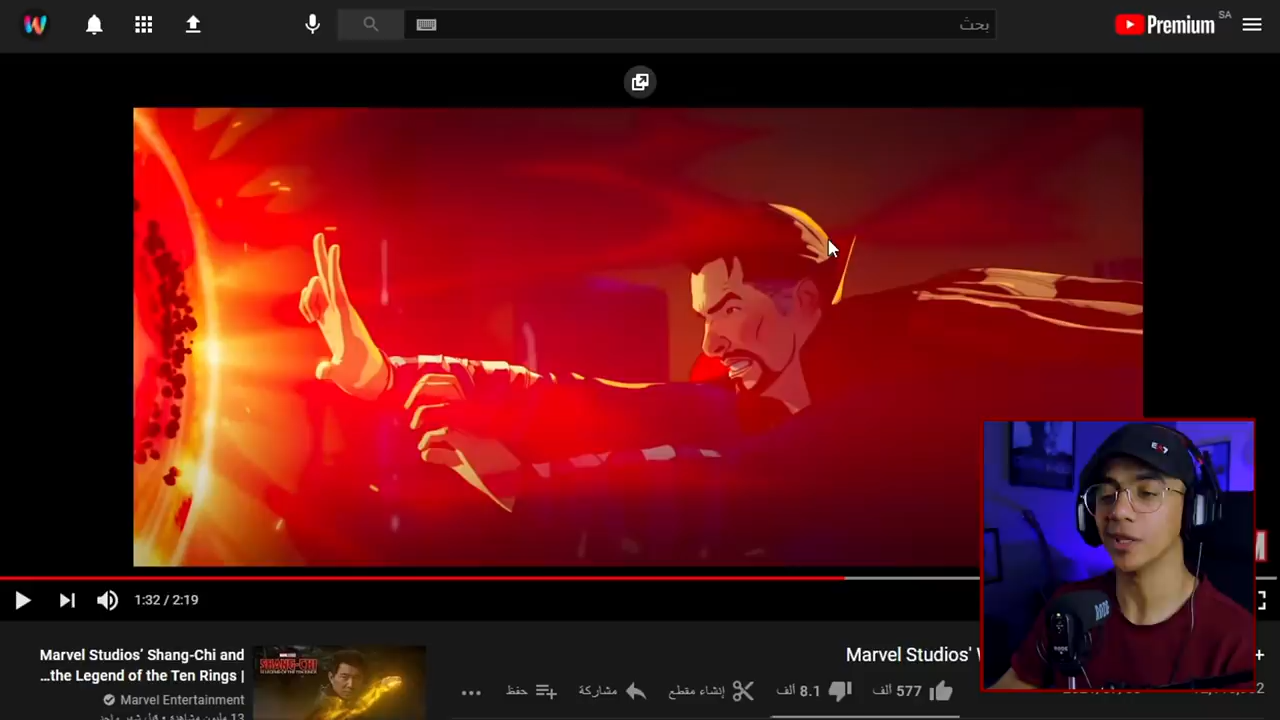 بحث
Premium SA
1:32 / 2:19
Marvel Studios'
Marvel Studios' Shang-Chi and
...the Legend of the Ten Rings |
Marvel Entertainment
SHANG-CHI
577 ألف
8.1 ألف
إنشاء مقطع
مشاركة
حفظ
RODE